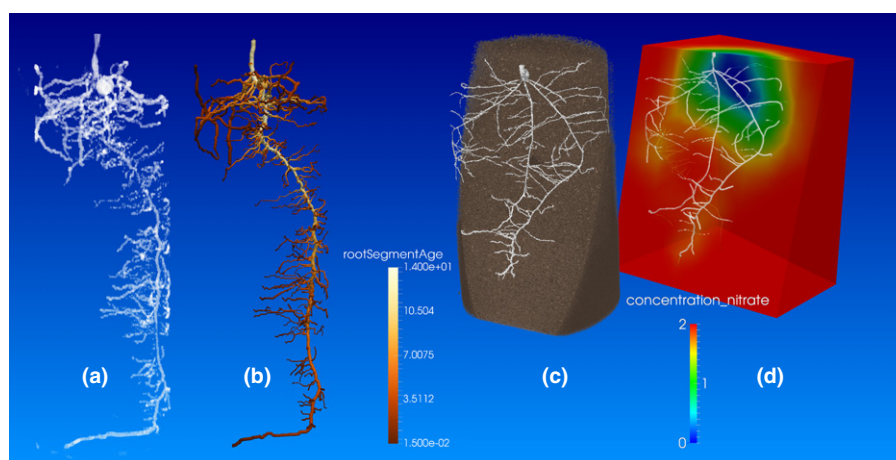 rootSegmentAge
1.400e+01
10.504
7.0075
3.5112
1.500e-02
concentration_nitrate
2
1
0
(a)
(b)
(c)
(d)